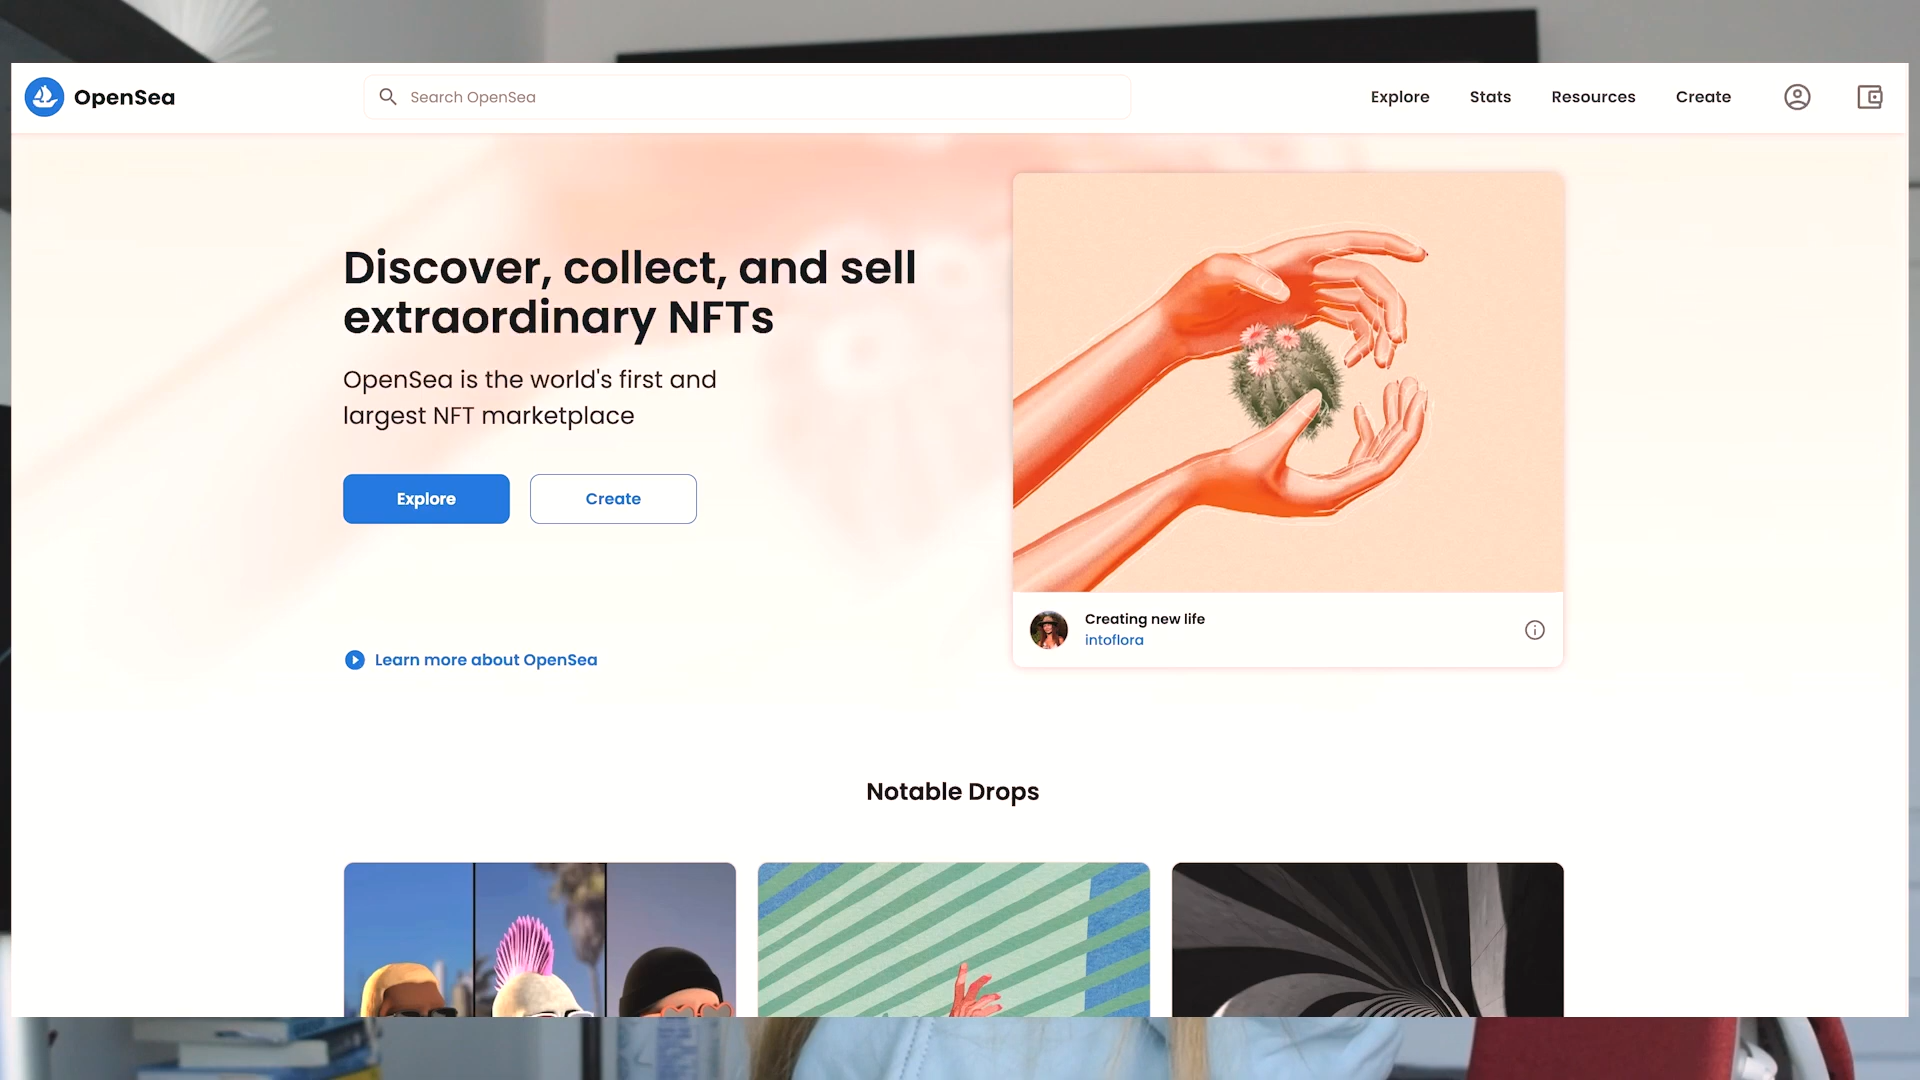 OpenSea
Search OpenSea
Explore
Stats
Resources
Create
Discover, collect, and sell
extraordinary NFTs
OpenSea is the world's first and
largest NFT marketplace
Explore
Create
Learn more about OpenSea
Creating new life
intoflora
Notable Drops